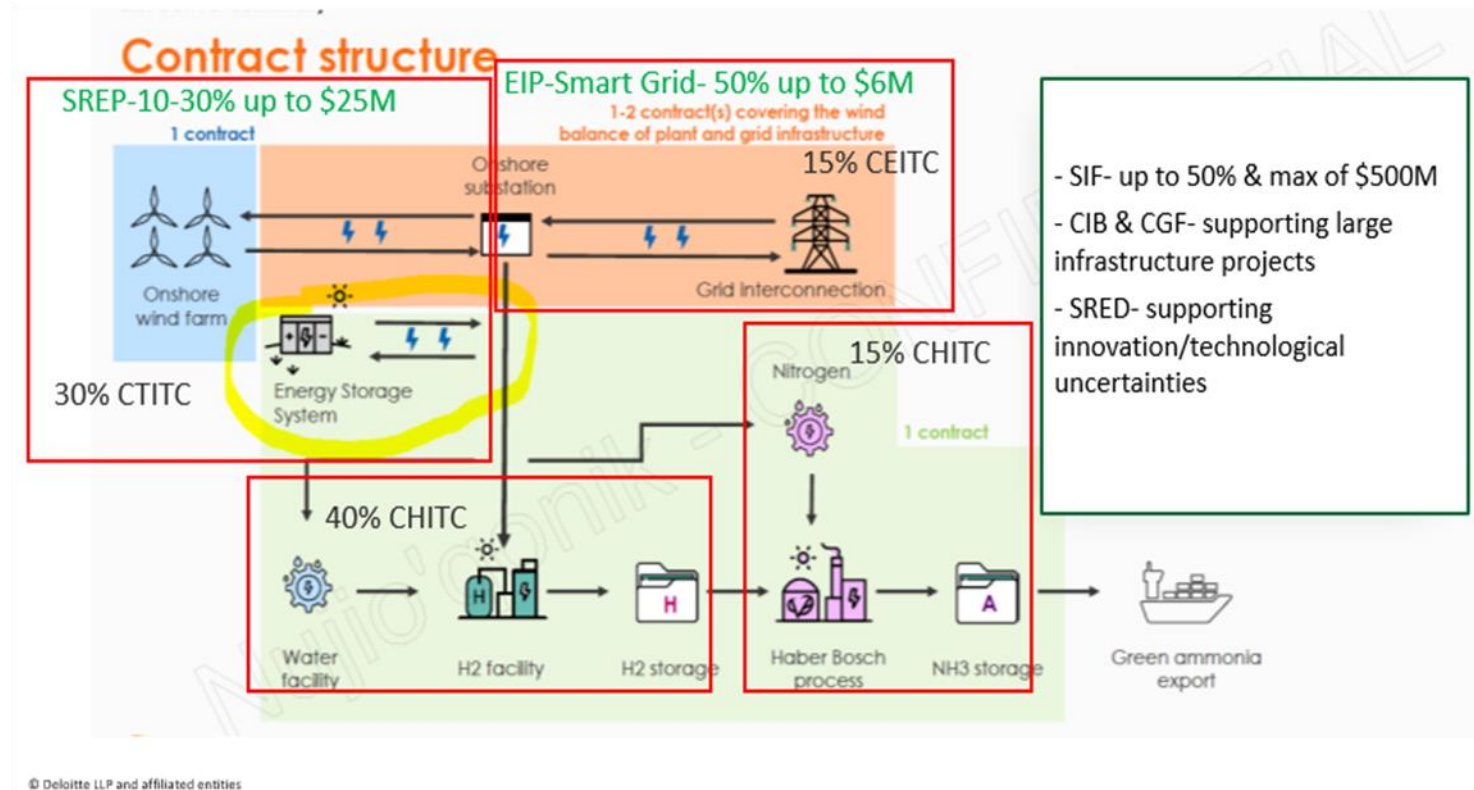 Contract structure
SREP-10-30% up to $25M
EIP-Smart Grid- 50% up to $6M
1 contract
1-2 contract(s) covering the wind
balance of plant and grid infrastructure
15% CEITC
Onshore
substation
Onshore
wind farm
Grid Interconnection
30% CTITC
Energy Storage
System
15% CHITC
Nitrogen
1 contract
40% CHITC
H
H
A
Water
facility
H2 facility
H2 storage
Haber Bosch
process
NH3 storage
Green ammonia
export
- SIF- up to 50% & max of $500M
- CIB & CGF- supporting large
infrastructure projects
- SRED- supporting
innovation/technological
uncertainties
Nujio'qonik - CONFIDENTIAL
© Deloitte LLP and affiliated entities